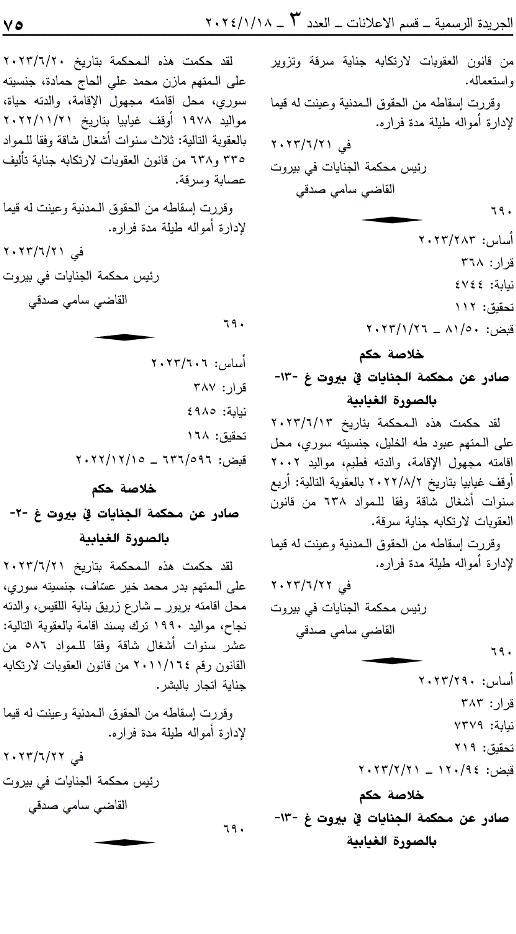 الجريدة الرسمية ــ قسم الاعلانات ــ العدد ٣ ــ ٢٠٢٤/١/١٨
٧٥
من قانون العقوبات لارتكابه جناية سرقة وتزوير
واستعماله.
وقررت إسقاطه من الحقوق المدنية وعينت له قيما
لإدارة أمواله طيلة مدة فراره.
في ٢٠٢٣/٦/٢١
رئيس محكمة الجنايات في بيروت
القاضي سامي صدقي
٦٩٠
أساس: ٢٠٢٣/٢٨٣
قرار: ٣٦٨
نيابة: ٤٧٤٤
تحقيق: ١١٢
قبض: ٨١/٥٠ ــ ٢٠٢٣/١/٢٦
خلاصة حكم
صادر عن محكمة الجنايات في بيروت غ -١٣-
بالصورة الغيابية
لقد حكمت هذه المحكمة بتاريخ ٢٠٢٣/٦/١٣
على المتهم عبود طه الخليل، جنسيته سوري، محل
اقامته مجهول الإقامة، والدته فطيم، مواليد ٢٠٠٢
أوقف غيابيا بتاريخ ٢٠٢٢/٨/٢ بالعقوبة التالية: أربع
سنوات أشغال شاقة وفقا للمواد ٦٣٨ من قانون
العقوبات لارتكابه جناية سرقة.
وقررت إسقاطه من الحقوق المدنية وعينت له قيما
لإدارة أمواله طيلة مدة فراره.
في ٢٠٢٣/٦/٢٢
رئيس محكمة الجنايات في بيروت
القاضي سامي صدقي
٦٩٠
أساس: ٢٠٢٣/٢٩٠
قرار: ٣٨٣
نيابة: ٧٣٧٩
تحقيق: ٢١٩
قبض: ١٢٠/٩٤ ــ ٢٠٢٣/٢/٢١
خلاصة حكم
صادر عن محكمة الجنايات في بيروت غ -١٣-
بالصورة الغيابية
لقد حكمت هذه المحكمة بتاريخ ٢٠٢٣/٦/٢٠
على المتهم مازن محمد علي الحاج حمادة، جنسيته
سوري، محل اقامته مجهول الإقامة، والدته حياة،
مواليد ١٩٧٨ أوقف غيابيا بتاريخ ٢٠٢٢/١١/٢١
بالعقوبة التالية: ثلاث سنوات أشغال شاقة وفقا للمواد
٣٣٥ و٦٣٨ من قانون العقوبات لارتكابه جناية تأليف
عصابة وسرقة.
وقررت إسقاطه من الحقوق المدنية وعينت له قيما
لإدارة أمواله طيلة مدة فراره.
في ٢٠٢٣/٦/٢١
رئيس محكمة الجنايات في بيروت
القاضي سامي صدقي
٦٩٠
أساس: ٢٠٢٣/٦٠٦
قرار: ٣٨٧
نيابة: ٤٩٨٥
تحقيق: ١٦٨
قبض: ٦٣٦/٥٩٦ ــ ٢٠٢٢/١٢/١٥
خلاصة حكم
صادر عن محكمة الجنايات في بيروت غ -٢-
بالصورة الغيابية
لقد حكمت هذه المحكمة بتاريخ ٢٠٢٣/٦/٢١
على المتهم بدر محمد خير عشاف، جنسيته سوري،
محل اقامته بربور ــ شارع زريق بناية اللقيس، والدته
نجاح، مواليد ١٩٩٠ ترك بسند اقامة بالعقوبة التالية:
عشر سنوات أشغال شاقة وفقا للمواد ٥٨٦ من
القانون رقم ٢٠١١/١٦٤ من قانون العقوبات لارتكابه
جناية اتجار بالبشر.
وقررت إسقاطه من الحقوق المدنية وعينت له قيما
لإدارة أمواله طيلة مدة فراره.
في ٢٠٢٣/٦/٢٢
رئيس محكمة الجنايات في بيروت
القاضي سامي صدقي
٦٩٠